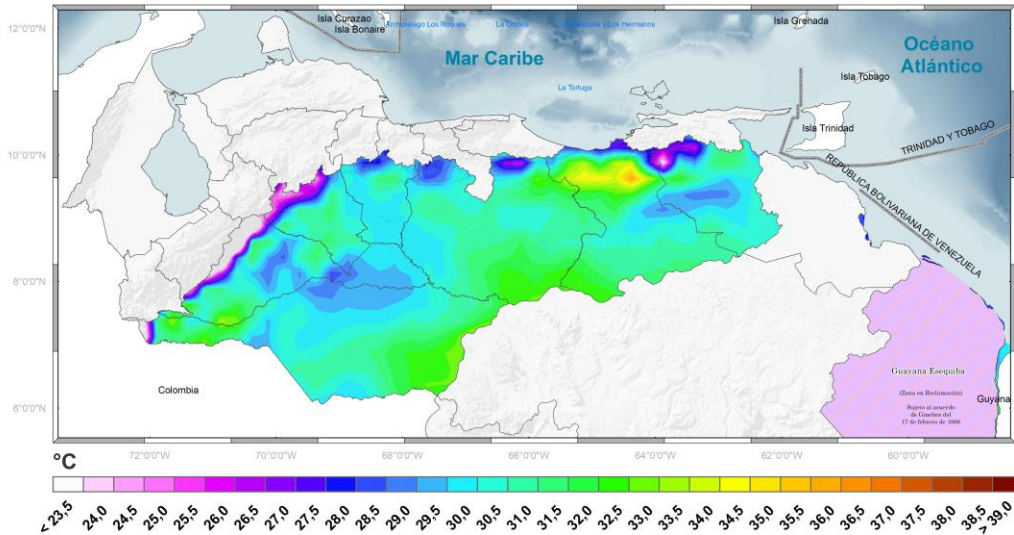 12°0'0"N
10°0'0"N
8°0'0"N
6°0'0"N
Isla Curazao
Isla Bonaire
Archipiélago Los Roques
La Orchila
y Los Hermanos
Isla Grenada
Mar Caribe
Océano
Atlántico
La Tortuga
Isla Tobago
Isla Trinidad
TRINIDAD Y TOBAGO
REPÚBLICA BOLIVARIANA DE VENEZUELA
Colombia
Guayana Esequiba
(Zona en Reclamación)
Sujeto al acuerdo
de Ginebra del
17 de febrero de 1966
Guyana
72°0'0"W
70°0'0"W
68°0'0"W
66°0'0"W
64°0'0"W
62°0'0"W
60°0'0"W
°C
< 23,5
24,0
24,5
25,0
25,5
26,0
26,5
27,0
27,5
28,0
28,5
29,0
29,5
30,0
30,5
31,0
31,5
32,0
32,5
33,0
33,5
34,0
34,5
35,0
35,5
36,0
36,5
37,0
37,5
38,0
38,5
> 39,0